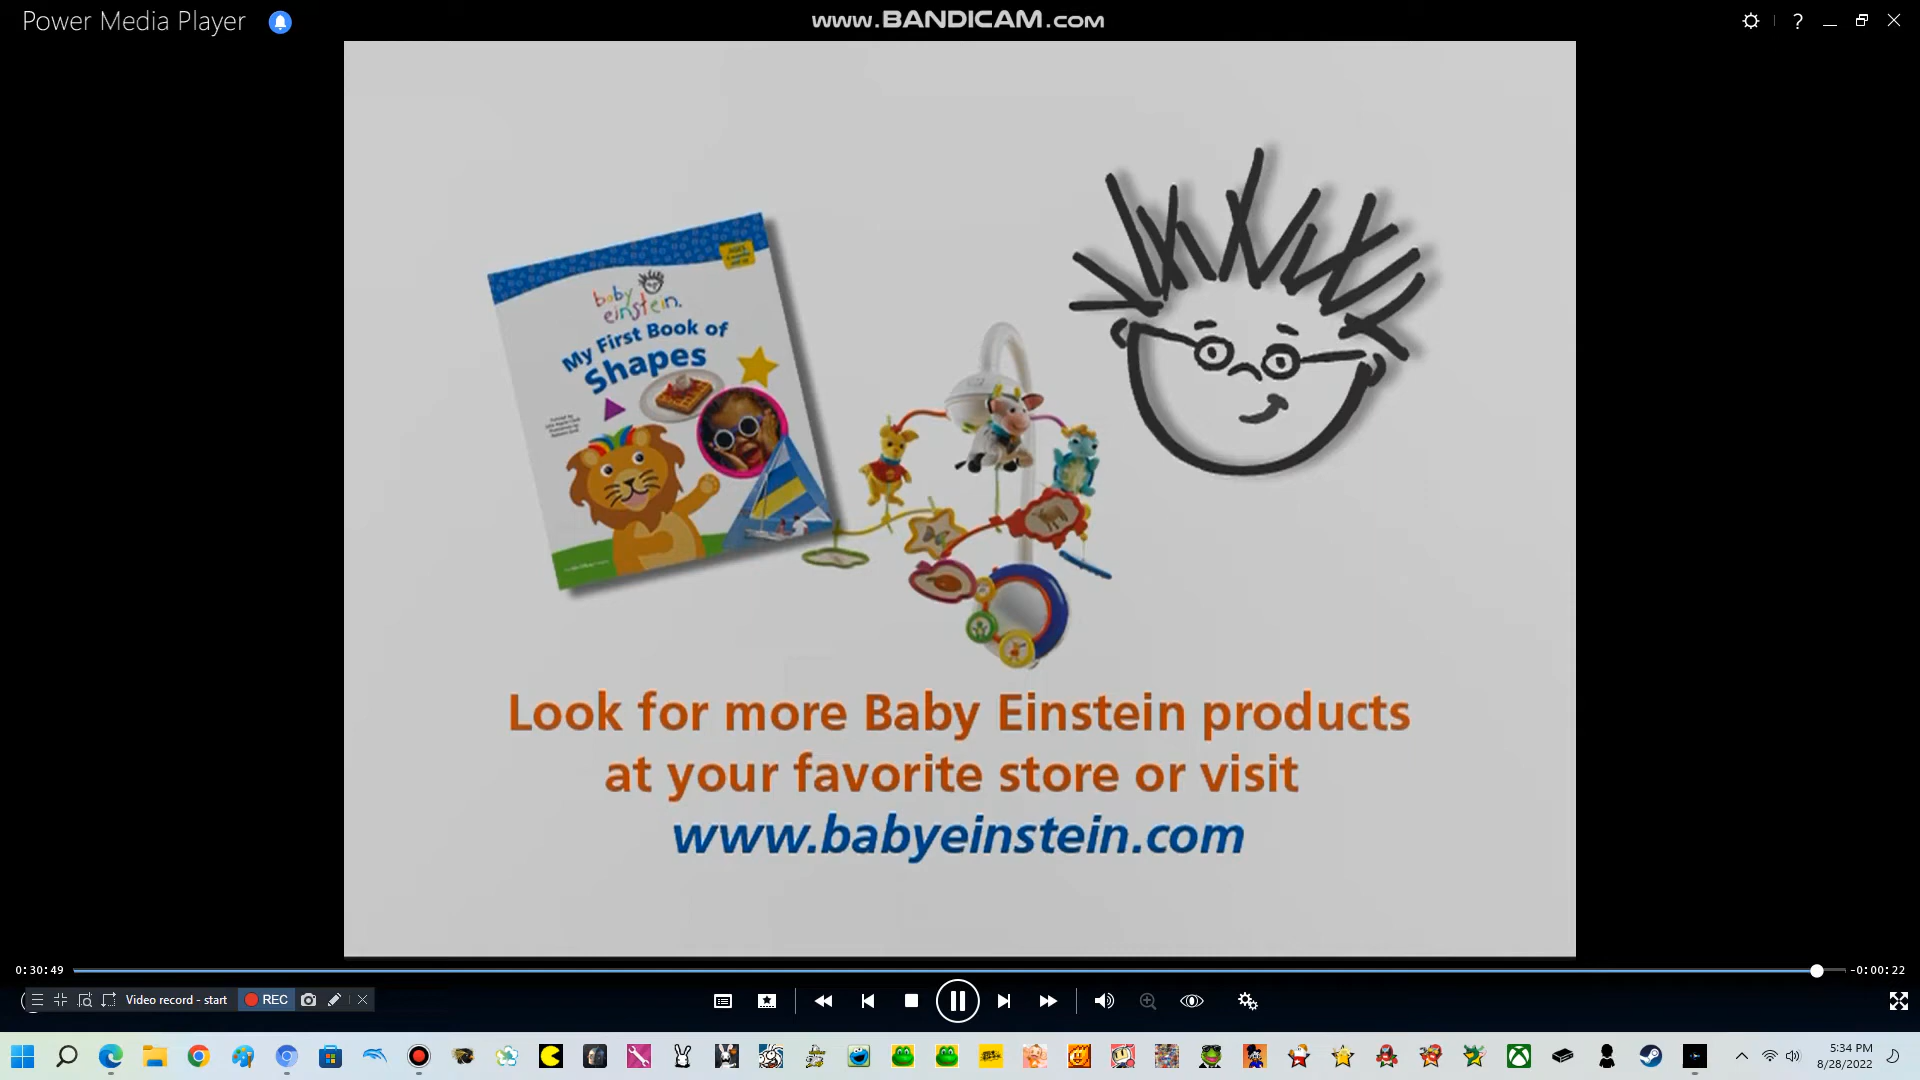 Power Media Player
www.BANDICAM.com
baby
einstein.
My First Book of
Shapes
Look for more Baby Einstein products
at your favorite store or visit
www.babyeinstein.com
0:30:49
-0:00:22
Video record - start
REC
5:34 PM
8/28/2022